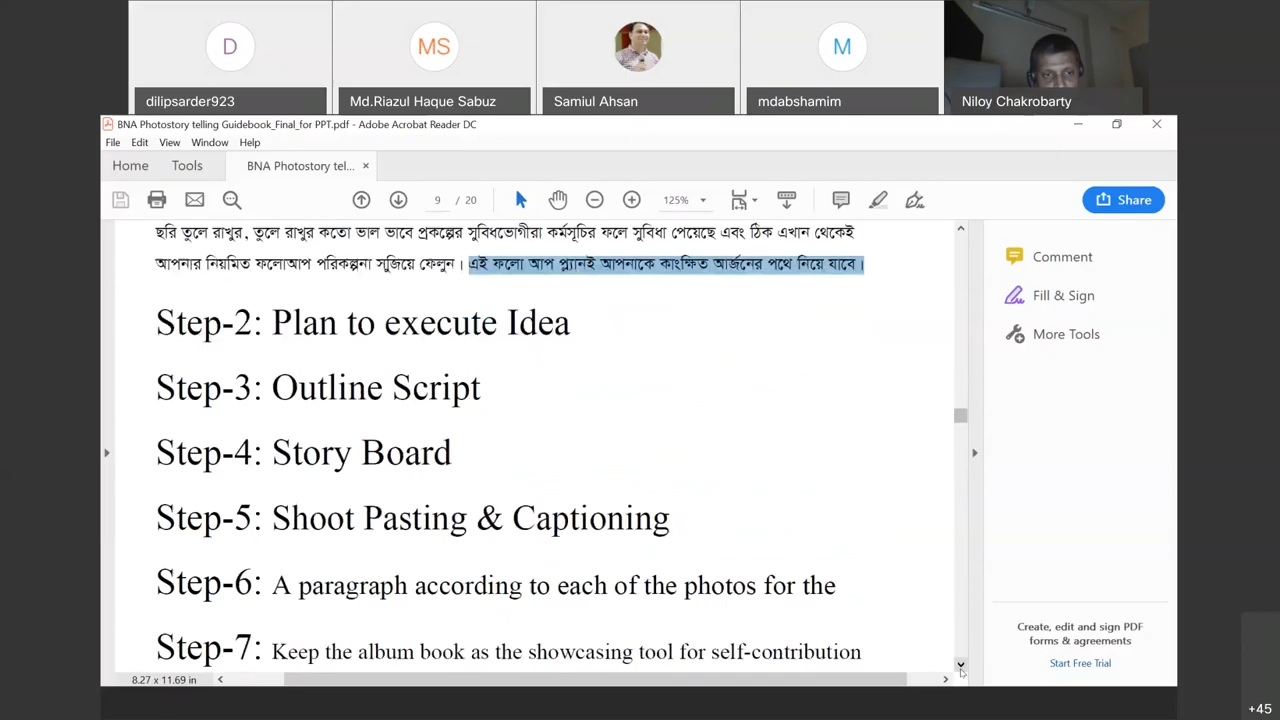 D
MS
M
dilipsarder923
Md.Riazul Haque Sabuz
Samiul Ahsan
mdabshamim
Niloy Chakrobarty
BNA Photostory telling Guidebook_Final_for PPT.pdf - Adobe Acrobat Reader DC
File Edit View Window Help
Home Tools BNA Photostory tel... ×
9 / 20 125% Share
ছরি তুলে রাখুর, তুলে রাখুর কতো ভাল ভাবে প্রকল্পের সুবিধভোগীরা কর্মসূচির ফলে সুবিধা পেয়েছে এবং ঠিক এখান থেকেই
আপনার নিয়মিত ফলোআপ পরিকল্পনা সাজিয়ে ফেলুন। এই ফলো আপ প্ল্যানই আপনাকে কাংক্ষিত আর্জনের পথে নিয়ে যাবে।
Step-2: Plan to execute Idea
Step-3: Outline Script
Step-4: Story Board
Step-5: Shoot Pasting & Captioning
Step-6: A paragraph according to each of the photos for the
Step-7: Keep the album book as the showcasing tool for self-contribution
8.27 x 11.69 in
Comment
Fill & Sign
More Tools
Create, edit and sign PDF
forms & agreements
Start Free Trial
+45